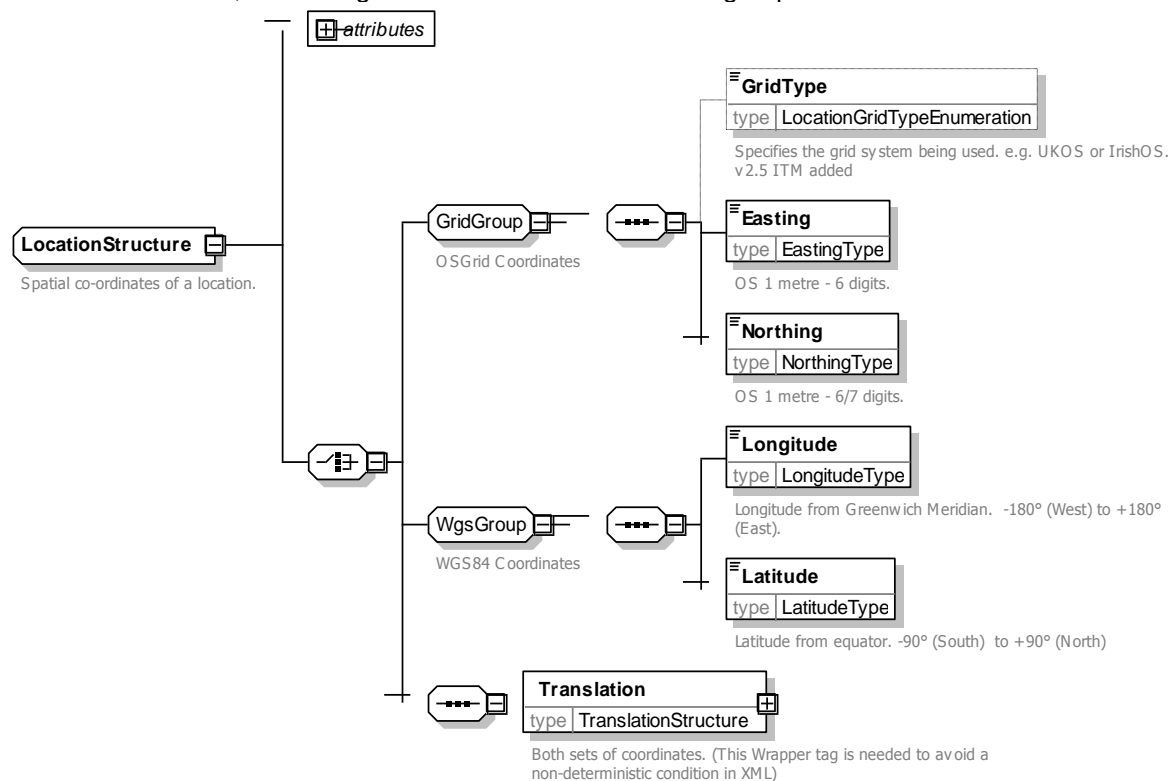 attributes
GridType
type LocationGridTypeEnumeration
Specifies the grid system being used. e.g. UKOS or IrishOS.
v2.5 ITM added
GridGroup
OSGrid Coordinates
Easting
type EastingType
OS 1 metre - 6 digits.
LocationStructure
Spatial co-ordinates of a location.
Northing
type NorthingType
OS 1 metre - 6/7 digits.
Longitude
type LongitudeType
Longitude from Greenwich Meridian. -180° (West) to +180°
(East).
WgsGroup
WGS84 Coordinates
Latitude
type LatitudeType
Latitude from equator. -90° (South) to +90° (North)
Translation
type TranslationStructure
Both sets of coordinates. (This Wrapper tag is needed to avoid a
non-deterministic condition in XML)